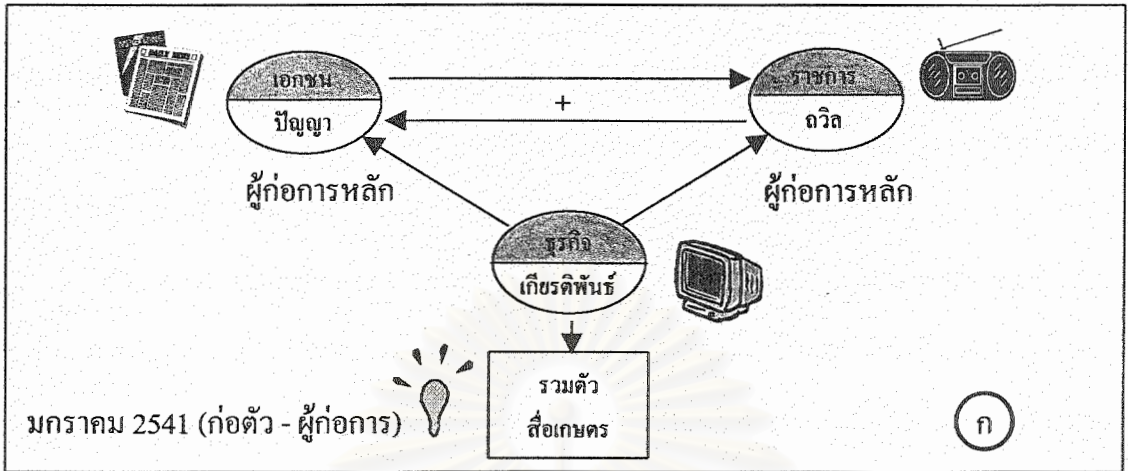 DAILY NEWS
เอกชน
ปัญญา
ผู้ก่อการหลัก
+
ราชการ
ถวิล
ผู้ก่อการหลัก
ธุรกิจ
เกียรติพันธ์
รวมตัว
สื่อเกษตร
มกราคม 2541 (ก่อตัว - ผู้ก่อการ)
ก